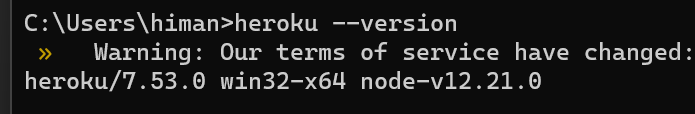 C:\Users\himan>heroku --version
» Warning: Our terms of service have changed:
heroku/7.53.0 win32-x64 node-v12.21.0